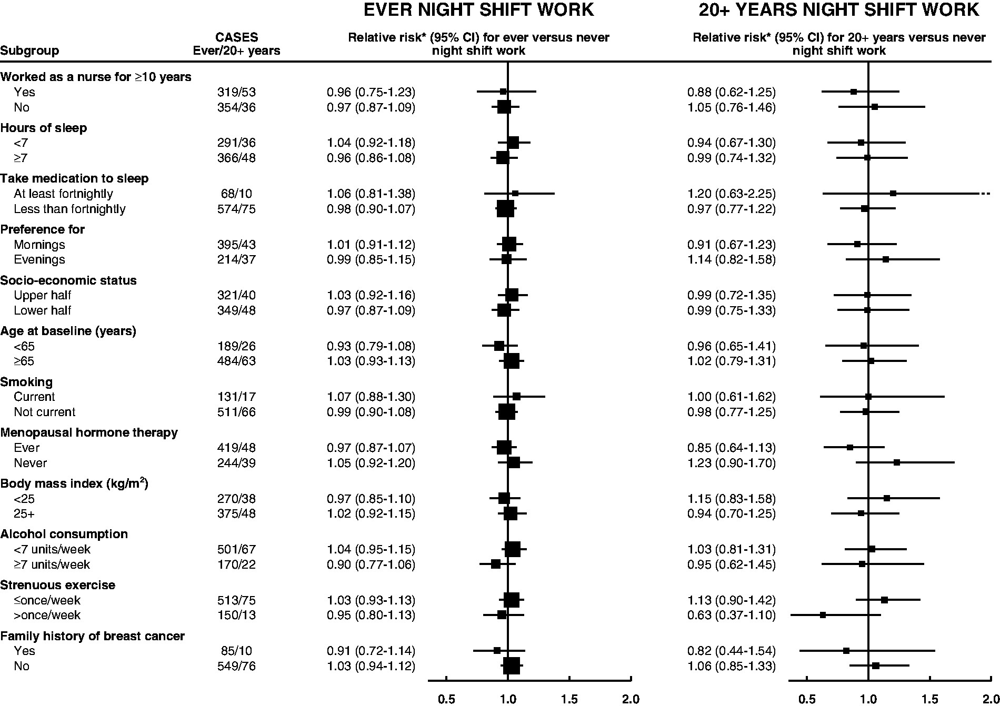 EVER NIGHT SHIFT WORK 20+ YEARS NIGHT SHIFT WORK
CASES Relative risk* (95% CI) for ever versus never Relative risk* (95% CI) for 20+ years versus never
Subgroup Ever/20+ years night shift work night shift work
Worked as a nurse for ≥10 years
Yes 319/53 0.96 (0.75-1.23) 0.88 (0.62-1.25)
No 354/36 0.97 (0.87-1.09) 1.05 (0.76-1.46)
Hours of sleep
<7 291/36 1.04 (0.92-1.18) 0.94 (0.67-1.30)
≥7 366/48 0.96 (0.86-1.08) 0.99 (0.74-1.32)
Take medication to sleep
At least fortnightly 68/10 1.06 (0.81-1.38) 1.20 (0.63-2.25)
Less than fortnightly 574/75 0.98 (0.90-1.07) 0.97 (0.77-1.22)
Preference for
Mornings 395/43 1.01 (0.91-1.12) 0.91 (0.67-1.23)
Evenings 214/37 0.99 (0.85-1.15) 1.14 (0.82-1.58)
Socio-economic status
Upper half 321/40 1.03 (0.92-1.16) 0.99 (0.72-1.35)
Lower half 349/48 0.97 (0.87-1.09) 0.99 (0.75-1.33)
Age at baseline (years)
<65 189/26 0.93 (0.79-1.08) 0.96 (0.65-1.41)
≥65 484/63 1.03 (0.93-1.13) 1.02 (0.79-1.31)
Smoking
Current 131/17 1.07 (0.88-1.30) 1.00 (0.61-1.62)
Not current 511/66 0.99 (0.90-1.08) 0.98 (0.77-1.25)
Menopausal hormone therapy
Ever 419/48 0.97 (0.87-1.07) 0.85 (0.64-1.13)
Never 244/39 1.05 (0.92-1.20) 1.23 (0.90-1.70)
Body mass index (kg/m²)
<25 270/38 0.97 (0.85-1.10) 1.15 (0.83-1.58)
25+ 375/48 1.02 (0.92-1.15) 0.94 (0.70-1.25)
Alcohol consumption
<7 units/week 501/67 1.04 (0.95-1.15) 1.03 (0.81-1.31)
≥7 units/week 170/22 0.90 (0.77-1.06) 0.95 (0.62-1.45)
Strenuous exercise
≤once/week 513/75 1.03 (0.93-1.13) 1.13 (0.90-1.42)
>once/week 150/13 0.95 (0.80-1.13) 0.63 (0.37-1.10)
Family history of breast cancer
Yes 85/10 0.91 (0.72-1.14) 0.82 (0.44-1.54)
No 549/76 1.03 (0.94-1.12) 1.06 (0.85-1.33)
0.5 1.0 1.5 2.0 0.5 1.0 1.5 2.0